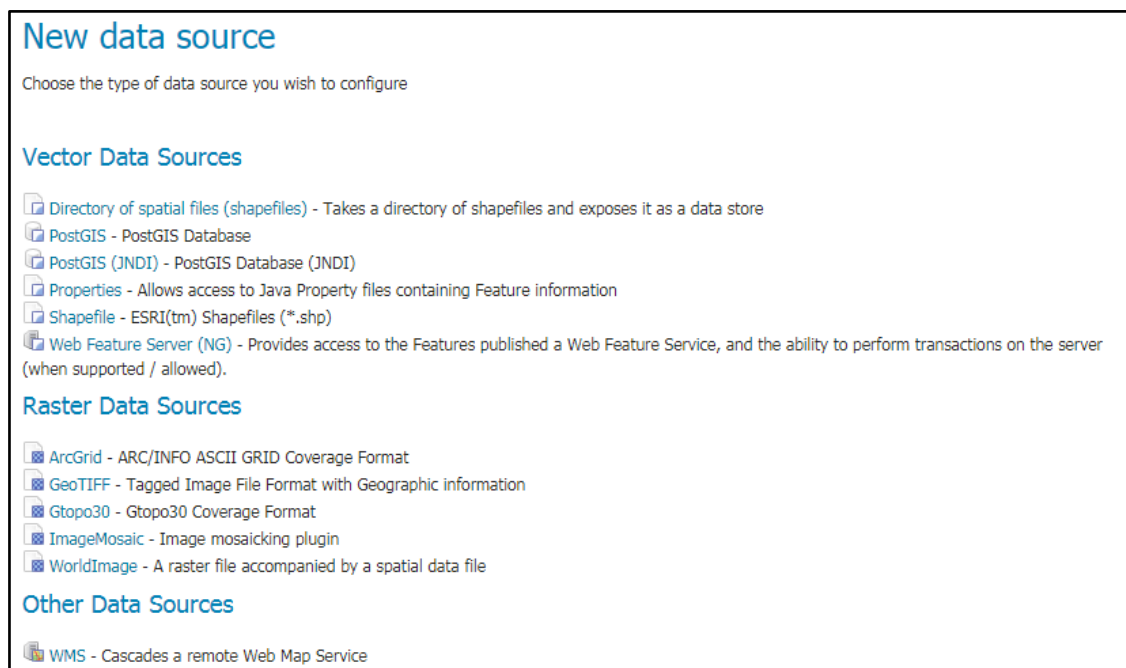 New data source
Choose the type of data source you wish to configure
Vector Data Sources
Directory of spatial files (shapefiles) - Takes a directory of shapefiles and exposes it as a data store
PostGIS - PostGIS Database
PostGIS (JNDI) - PostGIS Database (JNDI)
Properties - Allows access to Java Property files containing Feature information
Shapefile - ESRI(tm) Shapefiles (*.shp)
Web Feature Server (NG) - Provides access to the Features published a Web Feature Service, and the ability to perform transactions on the server
(when supported / allowed).
Raster Data Sources
ArcGrid - ARC/INFO ASCII GRID Coverage Format
GeoTIFF - Tagged Image File Format with Geographic information
Gtopo30 - Gtopo30 Coverage Format
ImageMosaic - Image mosaicking plugin
WorldImage - A raster file accompanied by a spatial data file
Other Data Sources
WMS - Cascades a remote Web Map Service